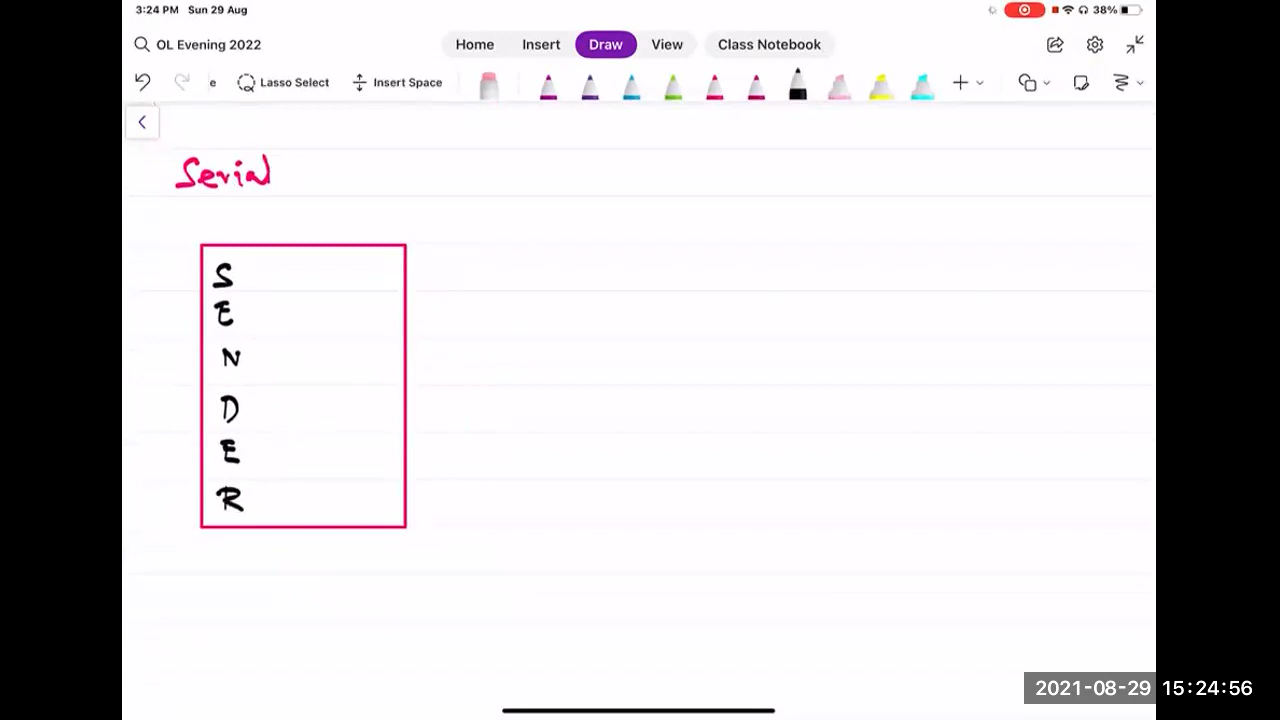 3:24 PM Sun 29 Aug 38%
OL Evening 2022 Home Insert Draw View Class Notebook
e Lasso Select Insert Space
Serial
S
E
N
D
E
R
2021-08-29 15:24:56